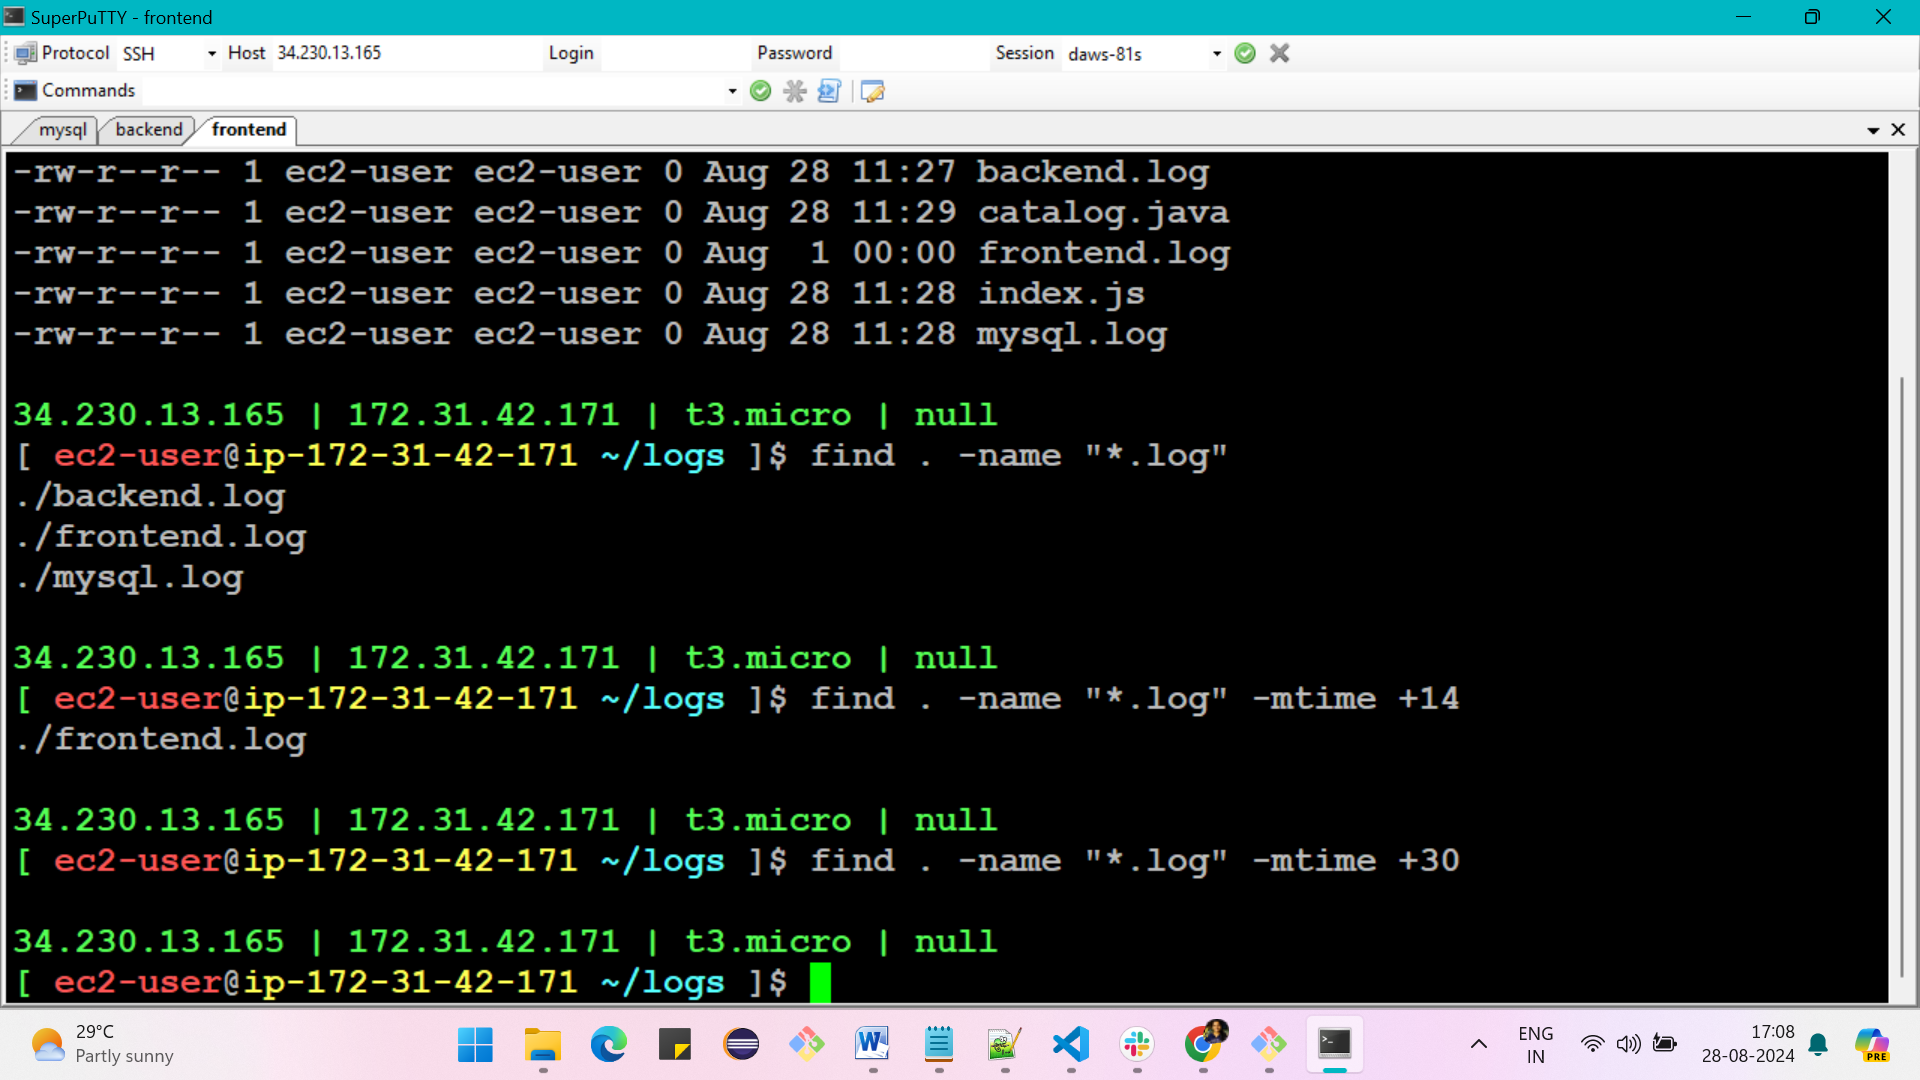 SuperPuTTY - frontend
Protocol SSH Host 34.230.13.165 Login Password Session daws-81s
Commands
mysql backend frontend
-rw-r--r-- 1 ec2-user ec2-user 0 Aug 28 11:27 backend.log
-rw-r--r-- 1 ec2-user ec2-user 0 Aug 28 11:29 catalog.java
-rw-r--r-- 1 ec2-user ec2-user 0 Aug  1 00:00 frontend.log
-rw-r--r-- 1 ec2-user ec2-user 0 Aug 28 11:28 index.js
-rw-r--r-- 1 ec2-user ec2-user 0 Aug 28 11:28 mysql.log
34.230.13.165 | 172.31.42.171 | t3.micro | null
[ ec2-user@ip-172-31-42-171 ~/logs ]$ find . -name "*.log"
./backend.log
./frontend.log
./mysql.log
34.230.13.165 | 172.31.42.171 | t3.micro | null
[ ec2-user@ip-172-31-42-171 ~/logs ]$ find . -name "*.log" -mtime +14
./frontend.log
34.230.13.165 | 172.31.42.171 | t3.micro | null
[ ec2-user@ip-172-31-42-171 ~/logs ]$ find . -name "*.log" -mtime +30
34.230.13.165 | 172.31.42.171 | t3.micro | null
[ ec2-user@ip-172-31-42-171 ~/logs ]$
29°C
Partly sunny
ENG
IN
17:08
28-08-2024
PRE